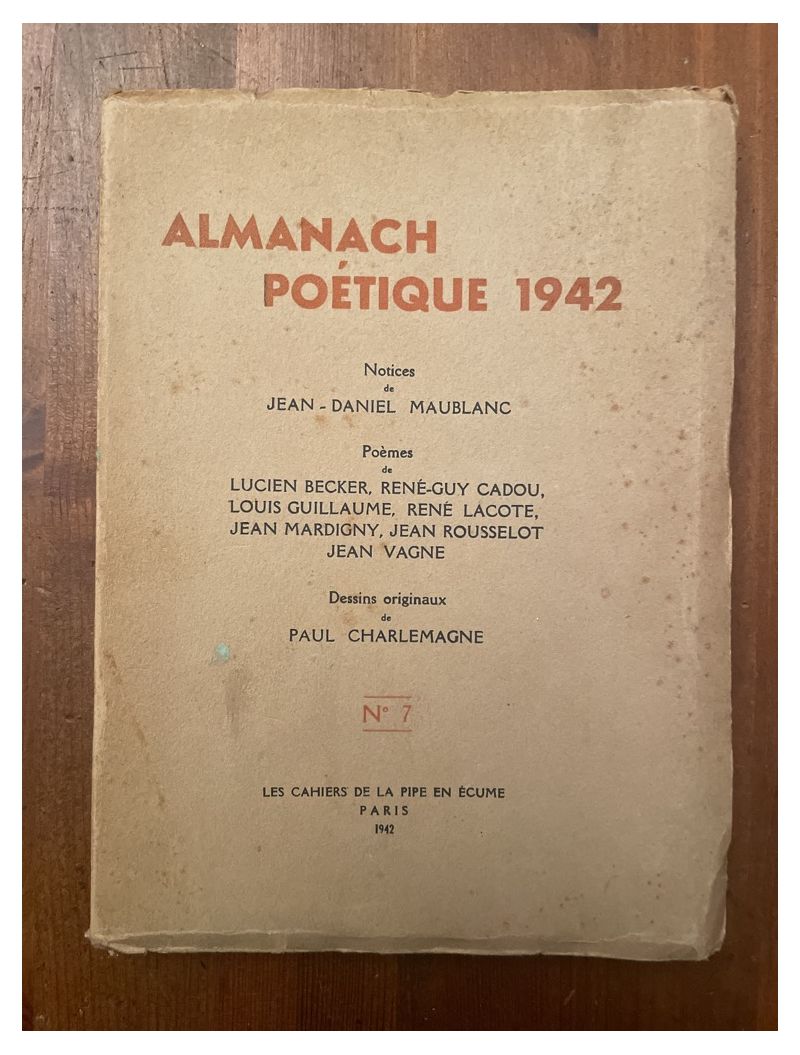 ALMANACH
POÉTIQUE 1942
Notices
de
JEAN-DANIEL MAUBLANC
Poèmes
de
LUCIEN BECKER, RENÉ-GUY CADOU,
LOUIS GUILLAUME, RENÉ LACOTE,
JEAN MARDIGNY, JEAN ROUSSELOT
JEAN VAGNE
Dessins originaux
de
PAUL CHARLEMAGNE
N° 7
LES CAHIERS DE LA PIPE EN ÉCUME
PARIS
1942